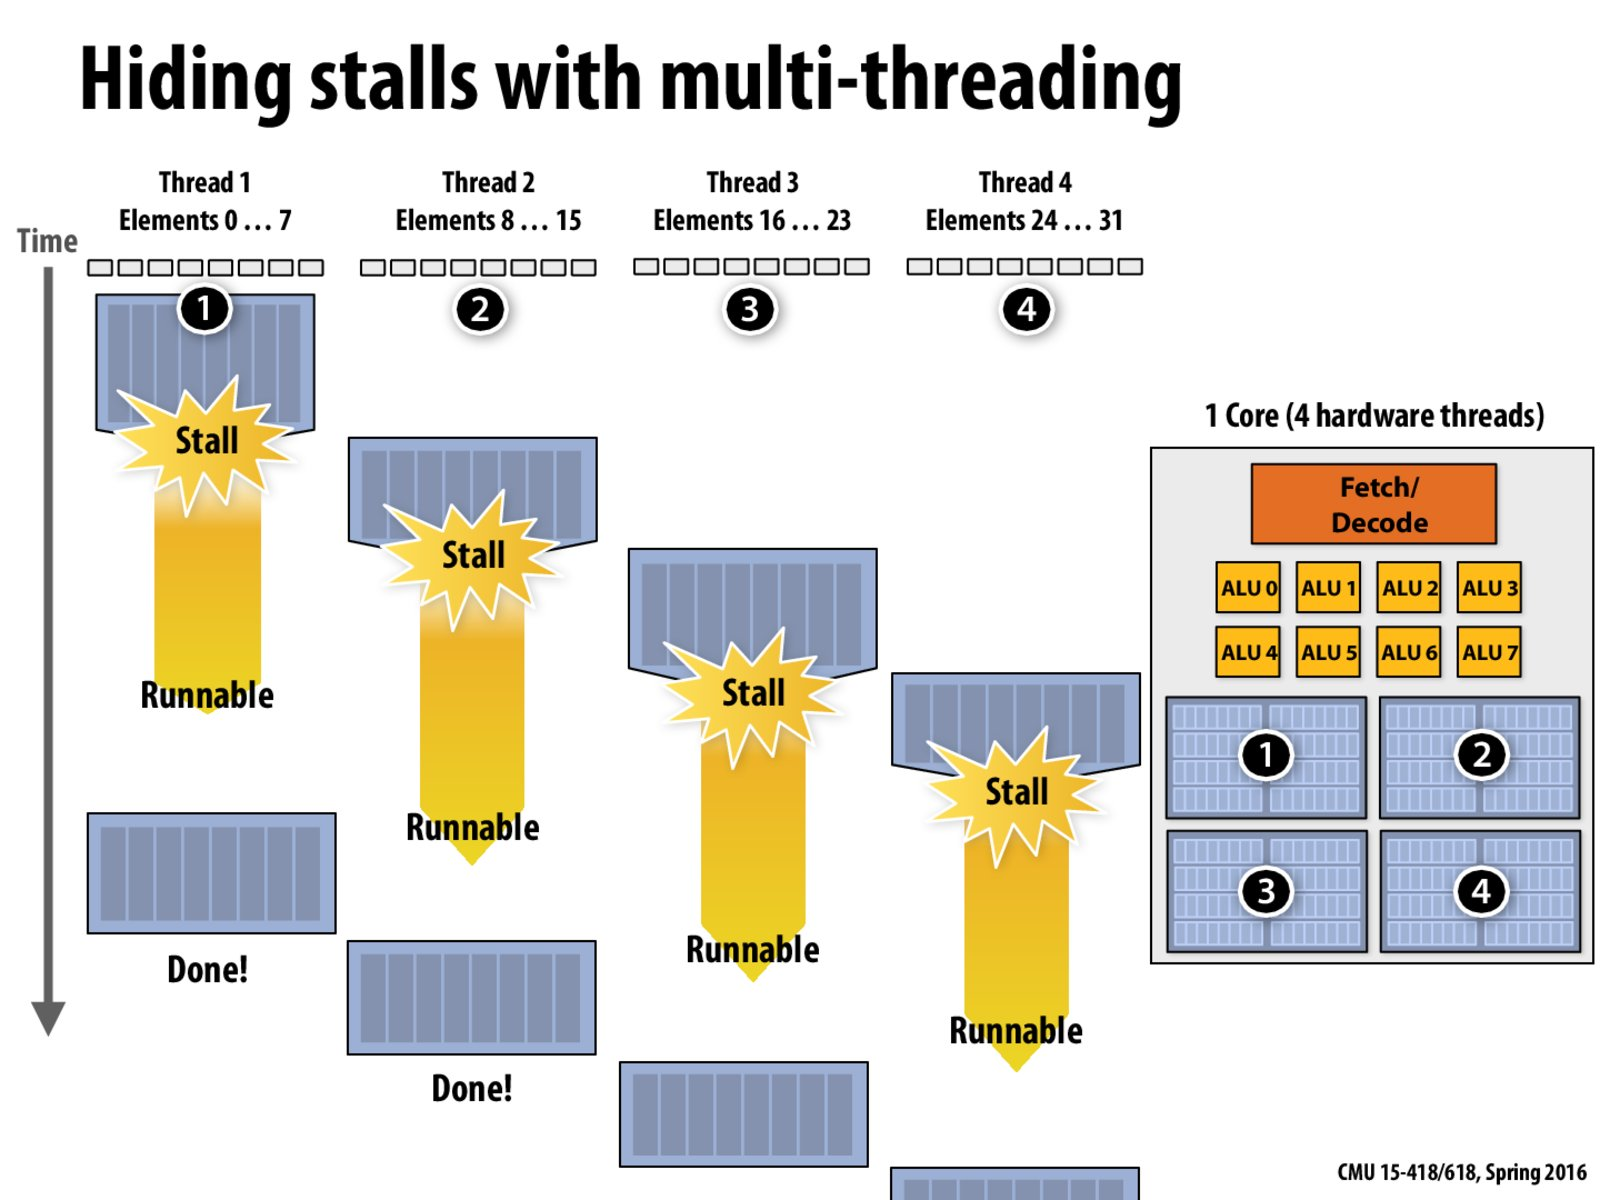 Hiding stalls with multi-threading
Thread 1
Elements 0 … 7
Thread 2
Elements 8 … 15
Thread 3
Elements 16 … 23
Thread 4
Elements 24 … 31
Time
1
2
3
4
Stall
Stall
Stall
Stall
Runnable
Runnable
Runnable
Runnable
Done!
Done!
1 Core (4 hardware threads)
Fetch/
Decode
ALU 0 ALU 1 ALU 2 ALU 3
ALU 4 ALU 5 ALU 6 ALU 7
1 2
3 4
CMU 15-418/618, Spring 2016